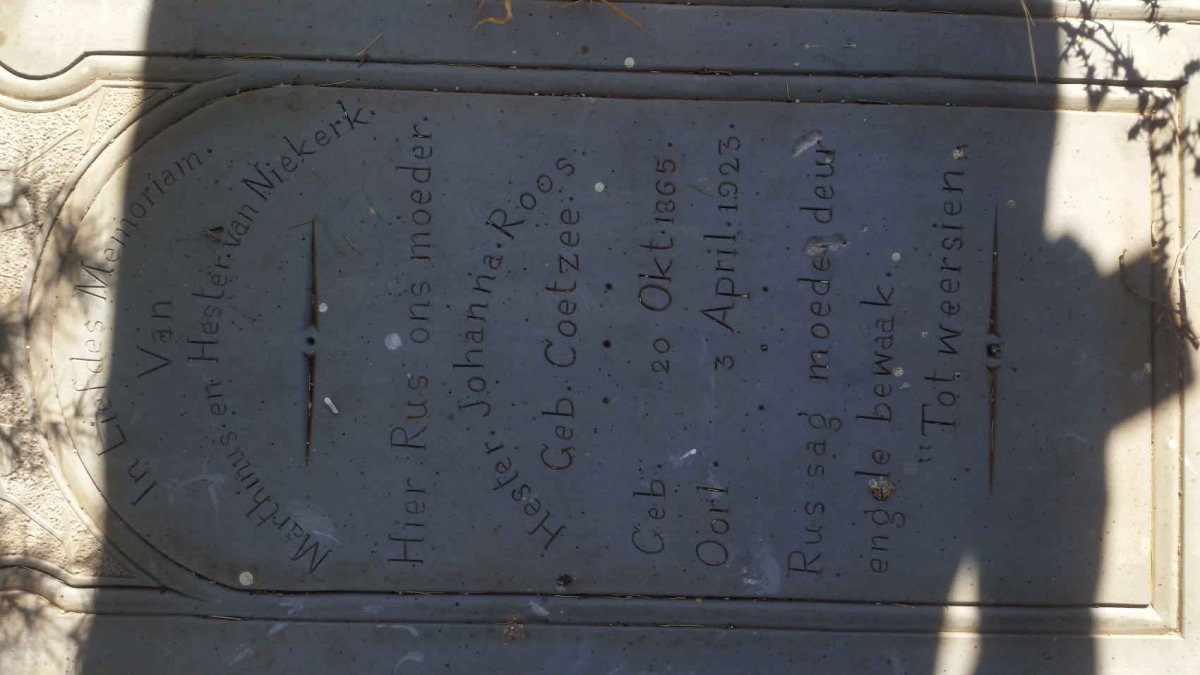 In Liefdes Memoriam.
Van
Marthinus en Hester van Niekerk.
Hier Rus ons moeder.
Hester. Johanna. Roos
Geb. Coetzee.
Geb. 20 Okt. 1865.
Oorl. 3 April. 1923.
Rus sag moeder deur
engele bewaak.
"Tot weersien"